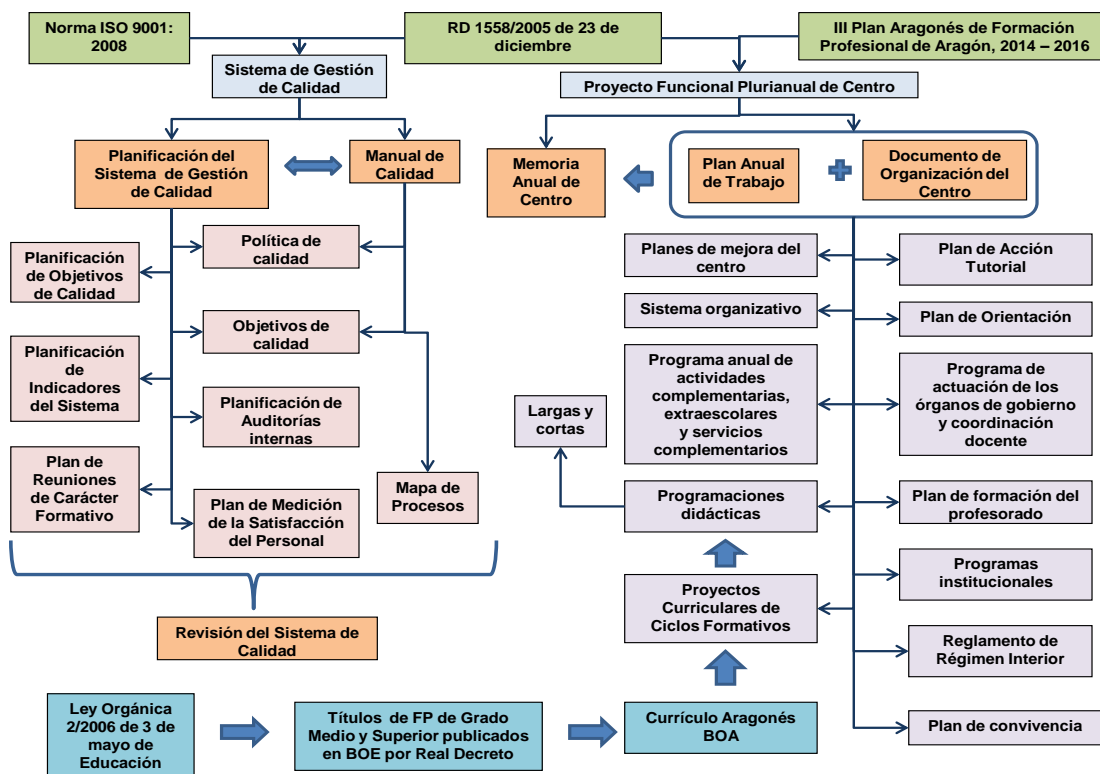 Norma ISO 9001:
2008
RD 1558/2005 de 23 de
diciembre
III Plan Aragonés de Formación
Profesional de Aragón, 2014 – 2016
Sistema de Gestión
de Calidad
Proyecto Funcional Plurianual de Centro
Planificación del
Sistema de Gestión
de Calidad
Manual de
Calidad
Memoria
Anual de
Centro
Plan Anual
de Trabajo
Documento de
Organización del
Centro
Planificación
de Objetivos
de Calidad
Política de
calidad
Objetivos de
calidad
Planificación
de
Indicadores
del Sistema
Planificación de
Auditorías
internas
Plan de
Reuniones
de Carácter
Formativo
Plan de Medición
de la Satisfacción
del Personal
Mapa de
Procesos
Revisión del Sistema de
Calidad
Planes de mejora del
centro
Plan de Acción
Tutorial
Sistema organizativo
Plan de Orientación
Programa anual de
actividades
complementarias,
extraescolares
y servicios
complementarios
Programa de
actuación de los
órganos de gobierno
y coordinación
docente
Largas y
cortas
Programaciones
didácticas
Plan de formación del
profesorado
Proyectos
Curriculares de
Ciclos Formativos
Programas
institucionales
Reglamento de
Régimen Interior
Plan de convivencia
Ley Orgánica
2/2006 de 3 de
mayo de
Educación
Títulos de FP de Grado
Medio y Superior publicados
en BOE por Real Decreto
Currículo Aragonés
BOA